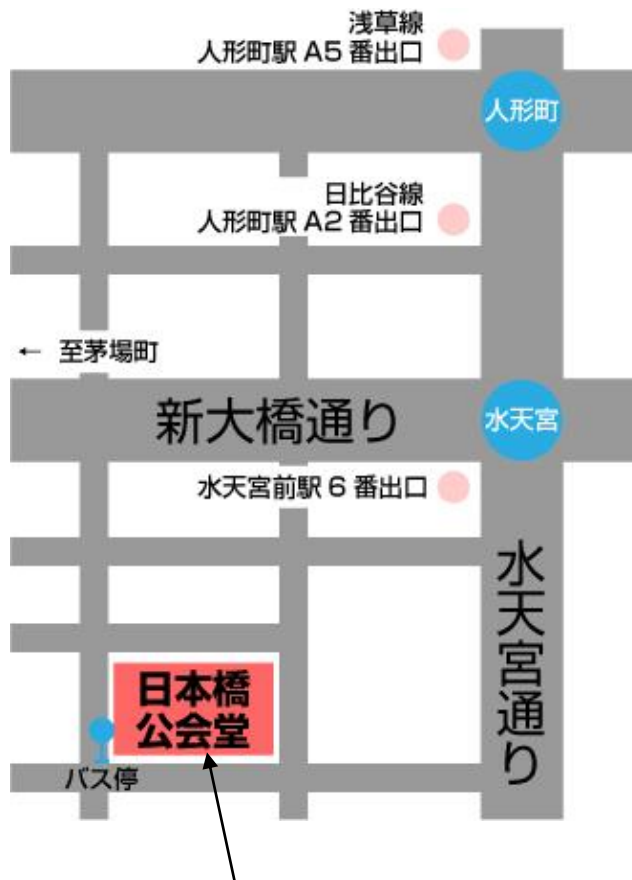 浅草線
人形町駅 A5 番出口
人形町
日比谷線
人形町駅 A2 番出口
← 至茅場町
新大橋通り
水天宮
水天宮前駅 6 番出口
水天宮通り
日本橋
公会堂
バス停